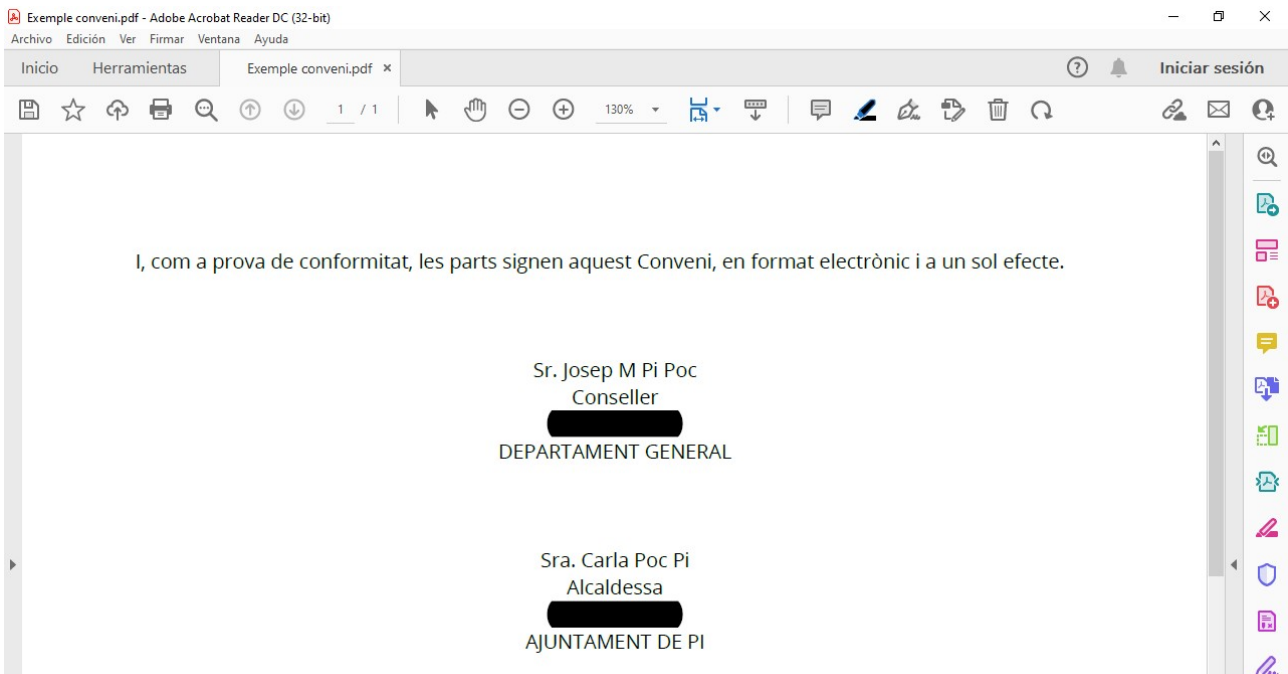 Exemple conveni.pdf - Adobe Acrobat Reader DC (32-bit)
Archivo Edición Ver Firmar Ventana Ayuda
Inicio Herramientas Exemple conveni.pdf × Iniciar sesión
1 / 1 130%
I, com a prova de conformitat, les parts signen aquest Conveni, en format electrònic i a un sol efecte.
Sr. Josep M Pi Poc
Conseller
DEPARTAMENT GENERAL
Sra. Carla Poc Pi
Alcaldessa
AJUNTAMENT DE PI